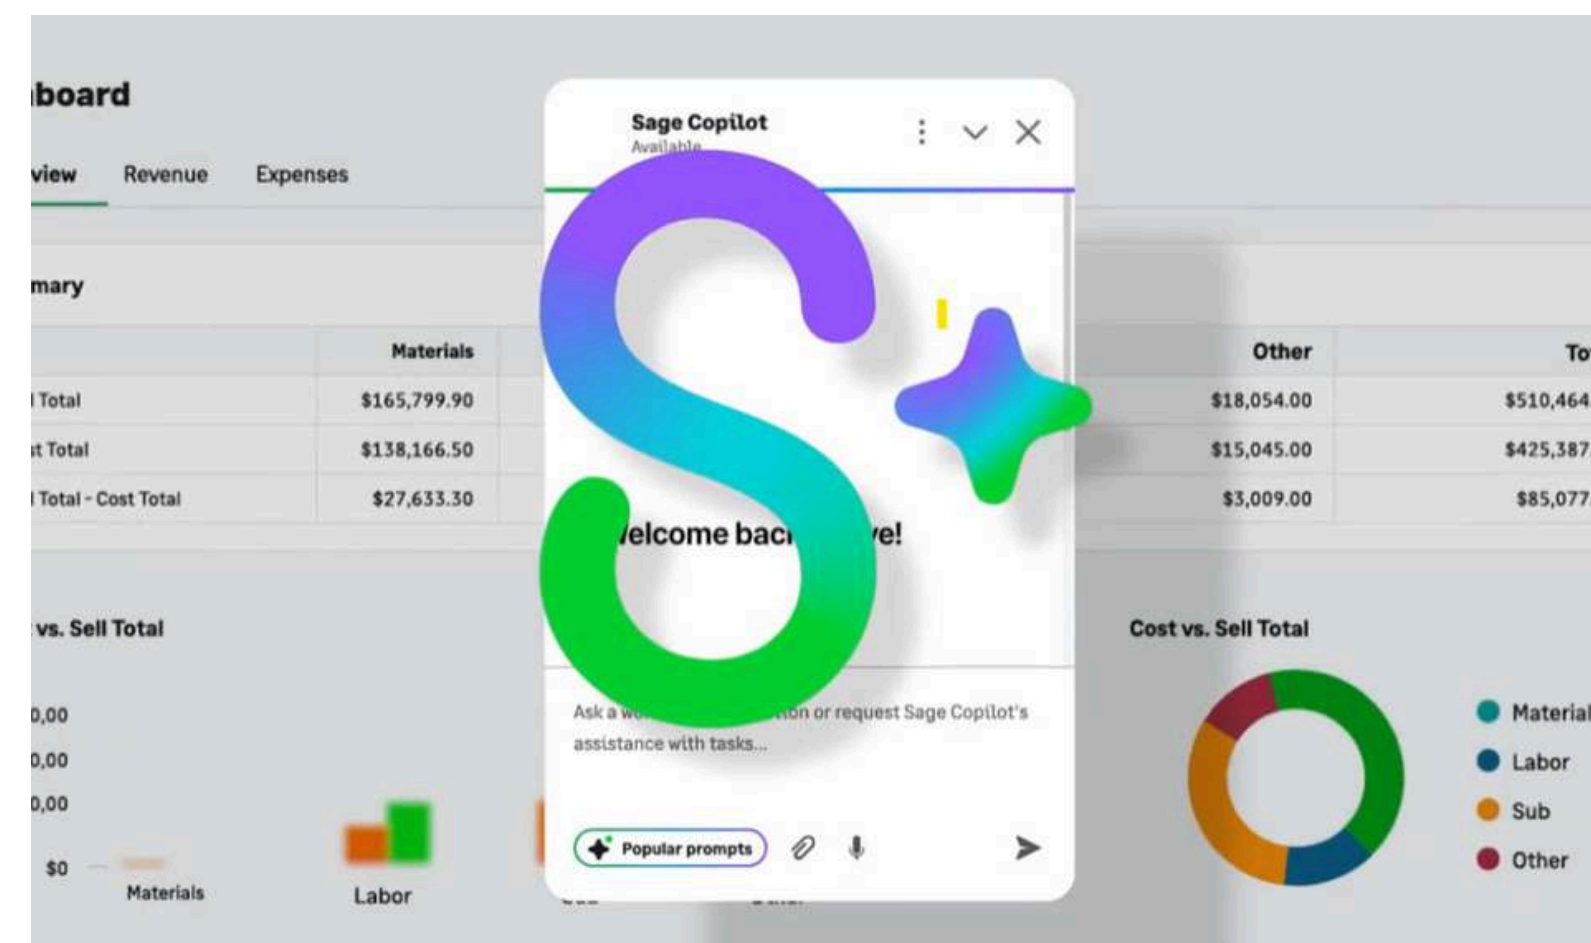 board
Sage Copilot
Available
view Revenue Expenses
mary
Materials Other
Total $165,799.90 $18,054.00 $510,464
st Total $138,166.50 $15,045.00 $425,387
Total - Cost Total $27,633.30 $3,009.00 $85,077
elcome bac ve!
vs. Sell Total
Cost vs. Sell Total
Ask a on or request Sage Copilot's
assistance with tasks...
0,00
0,00
0,00
$0
Materials Labor
Material
Labor
Sub
Other
Popular prompts